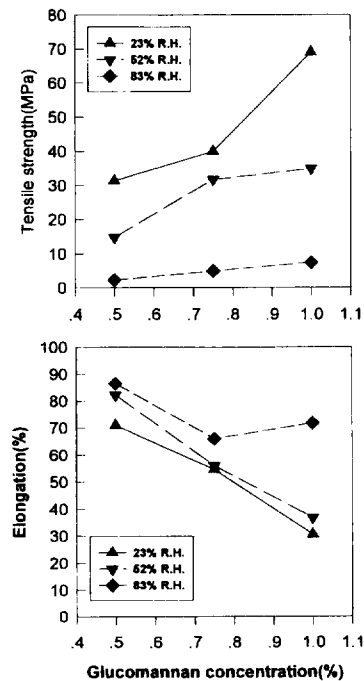 80
70
60
50
40
30
20
10
0
Tensile strength(MPa)
23% R.H.
52% R.H.
83% R.H.
.4 .5 .6 .7 .8 .9 1.0 1.1
100
90
80
70
60
50
40
30
20
10
0
Elongation(%)
23% R.H.
52% R.H.
83% R.H.
.4 .5 .6 .7 .8 .9 1.0 1.1
Glucomannan concentration(%)